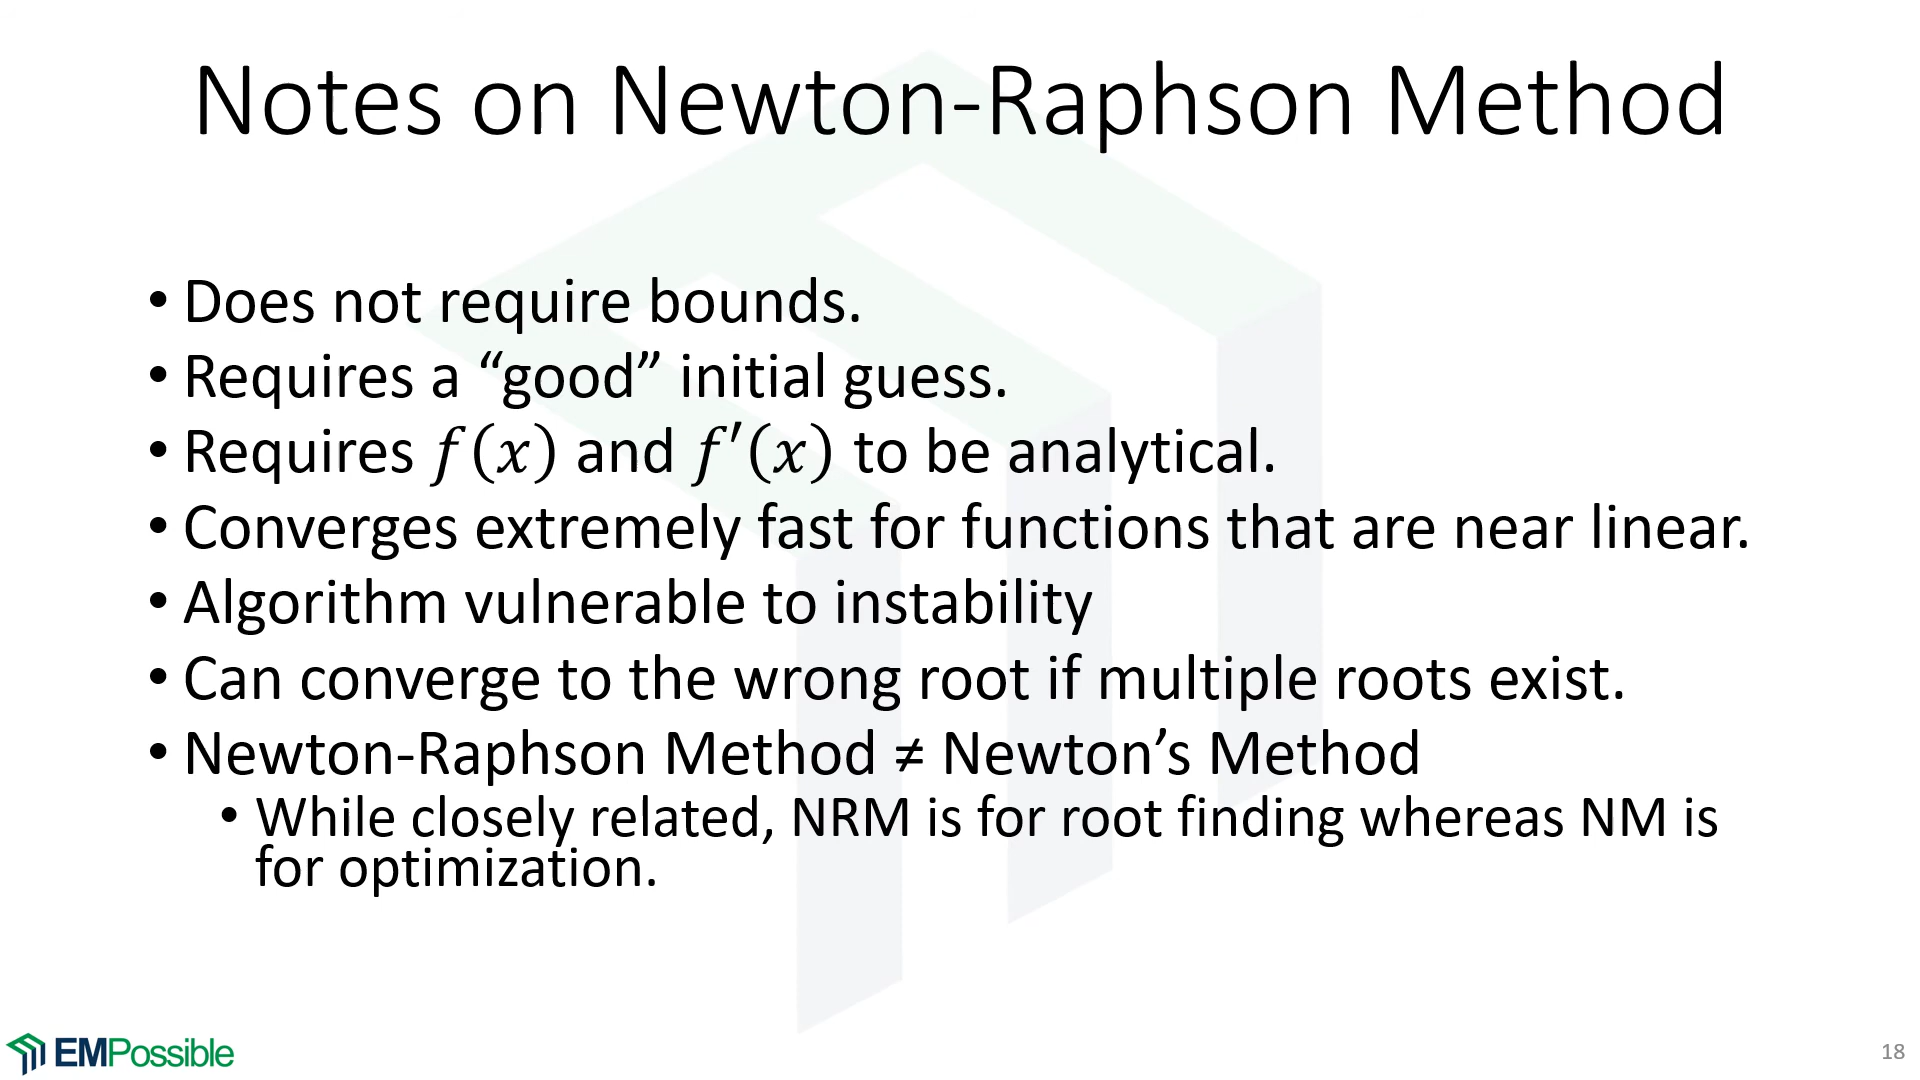 Notes on Newton-Raphson Method
• Does not require bounds.
• Requires a “good” initial guess.
• Requires 𝑓(𝑥) and 𝑓′(𝑥) to be analytical.
• Converges extremely fast for functions that are near linear.
• Algorithm vulnerable to instability
• Can converge to the wrong root if multiple roots exist.
• Newton-Raphson Method ≠ Newton’s Method
• While closely related, NRM is for root finding whereas NM is
for optimization.
EMPossible
18